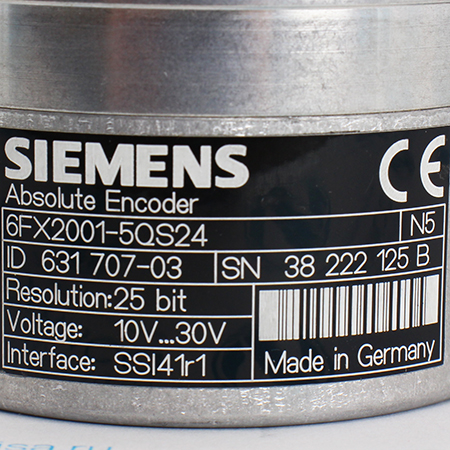 SIEMENS
CE
Absolute Encoder
6FX2001-5QS24 N5
ID 631 707-03 SN 38 222 125 B
Resolution: 25 bit
Voltage: 10V...30V
Interface: SSI41r1 Made in Germany